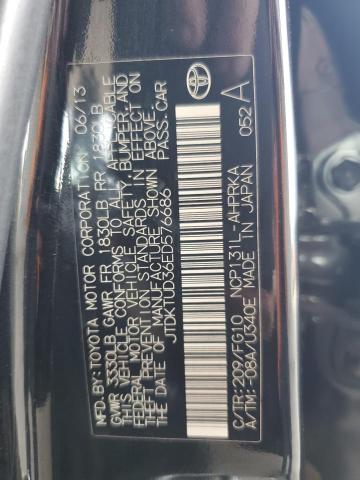 MFD. BY: TOYOTA MOTOR CORPORATION 06/13
GVWR 3330LB GAWR FR 1830LB RR 1830LB
THIS VEHICLE CONFORMS TO ALL APPLICABLE
FEDERAL MOTOR VEHICLE SAFETY, BUMPER, AND
THEFT PREVENTION STANDARDS IN EFFECT ON
THE DATE OF MANUFACTURE SHOWN ABOVE.
JTDKTUD36ED576686 PASS. CAR
C/TR: 209/FG10 NCP131L-AHPRKA
A/TM: -08A/U340E MADE IN JAPAN
052 A